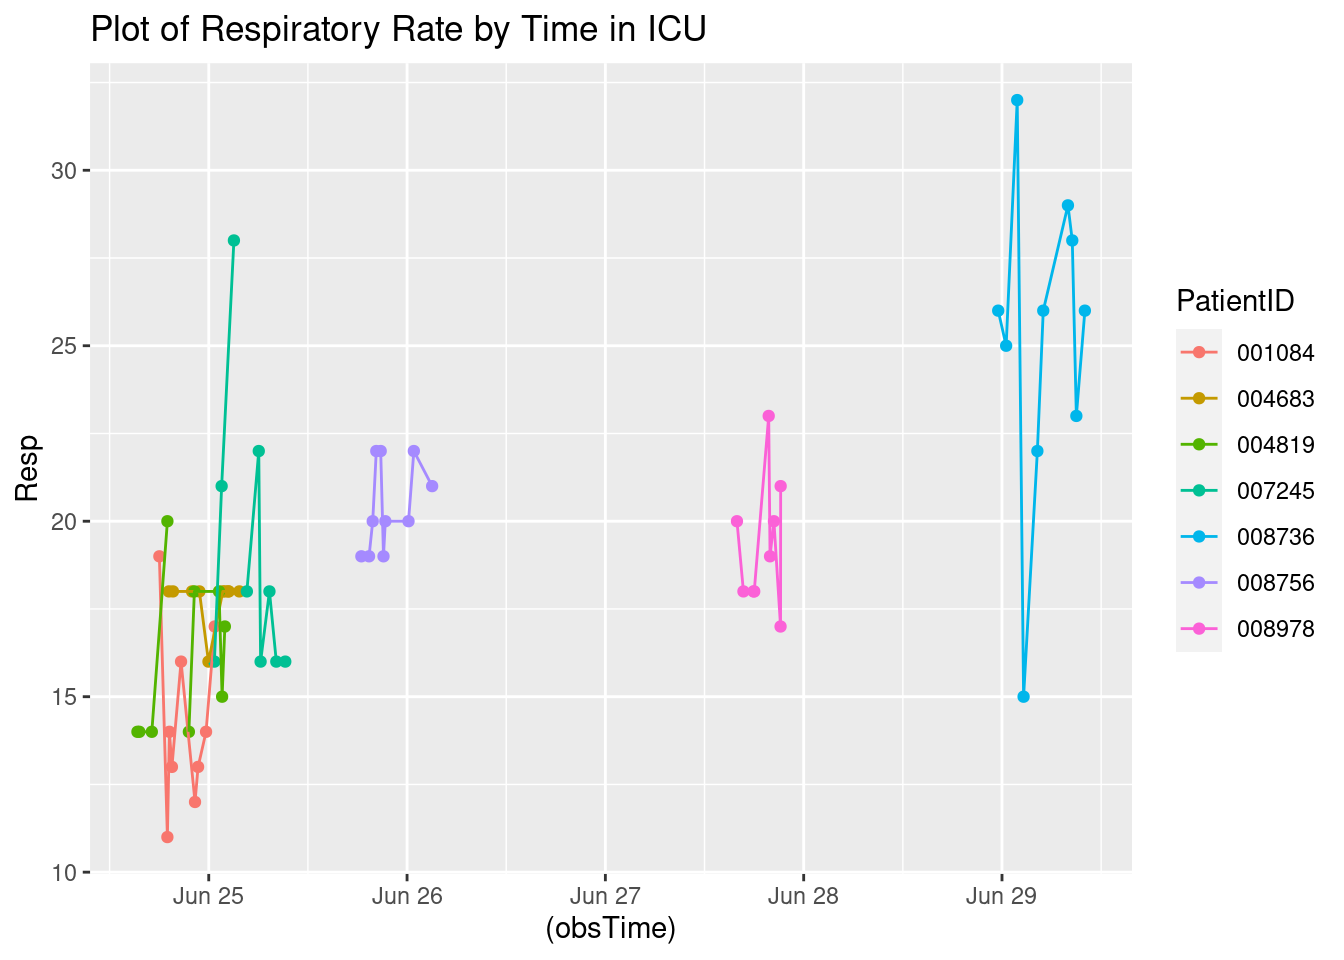 Plot of Respiratory Rate by Time in ICU
30
25
20
15
10
Resp
Jun 25
Jun 26
Jun 27
Jun 28
Jun 29
(obsTime)
PatientID
001084
004683
004819
007245
008736
008756
008978